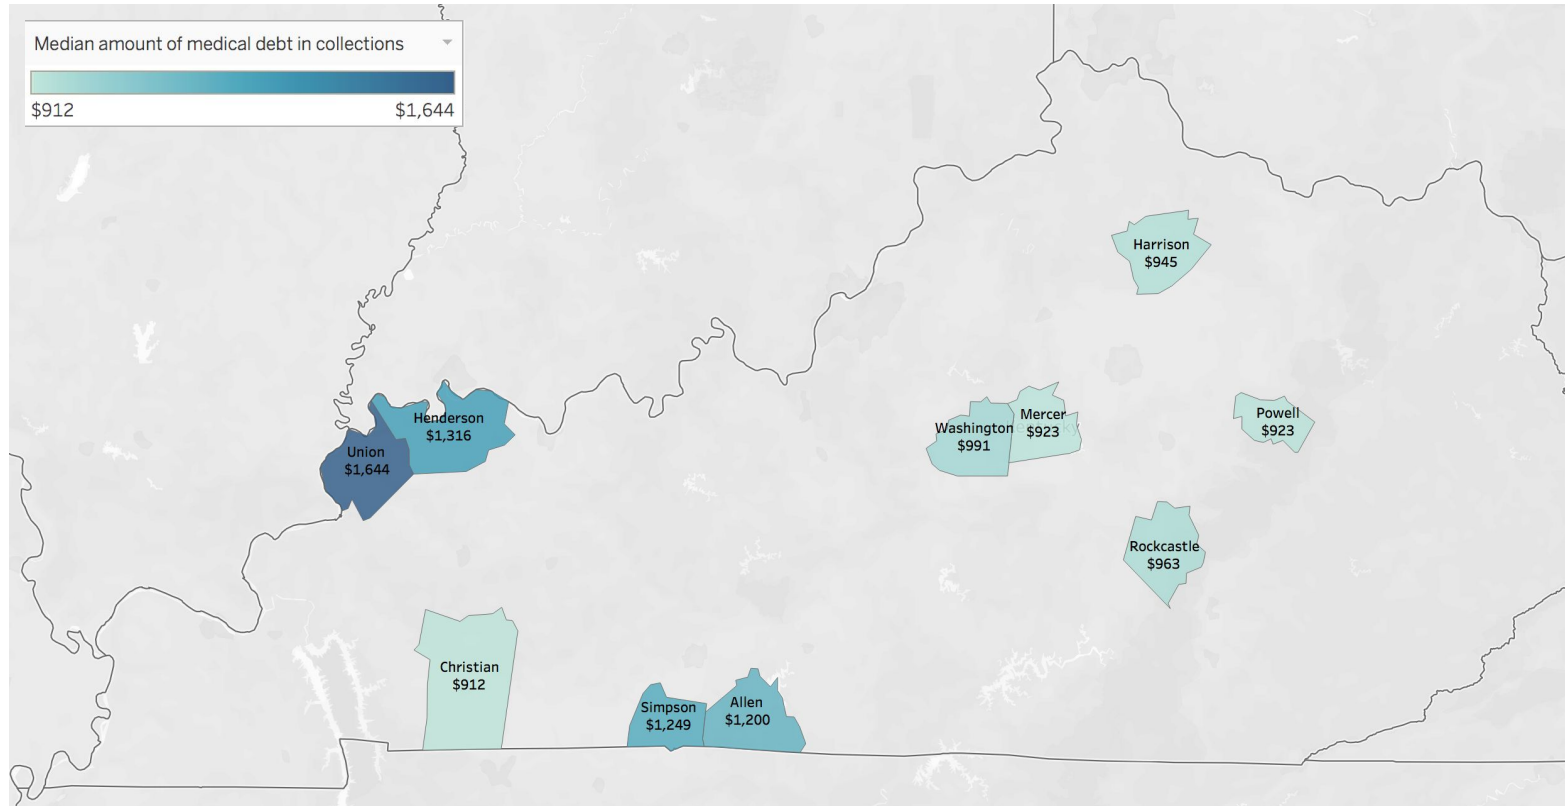 Median amount of medical debt in collections
$912 $1,644
Harrison
$945
Henderson
$1,316
Union
$1,644
Washington
$991
Mercer
$923
Powell
$923
Rockcastle
$963
Christian
$912
Simpson
$1,249
Allen
$1,200